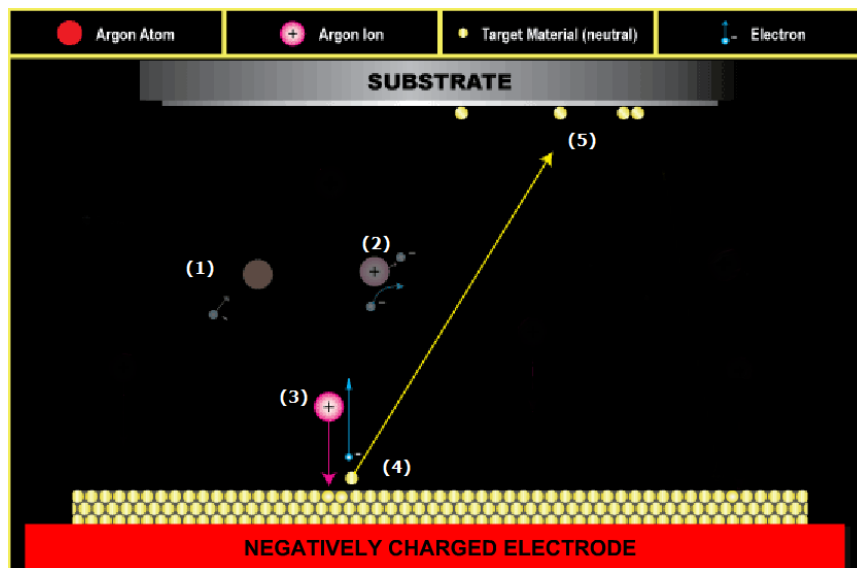 Argon Atom
+ Argon Ion
Target Material (neutral)
- Electron
SUBSTRATE
(5)
(2)
(1)
-
+
-
-
(3)
+
-
(4)
NEGATIVELY CHARGED ELECTRODE